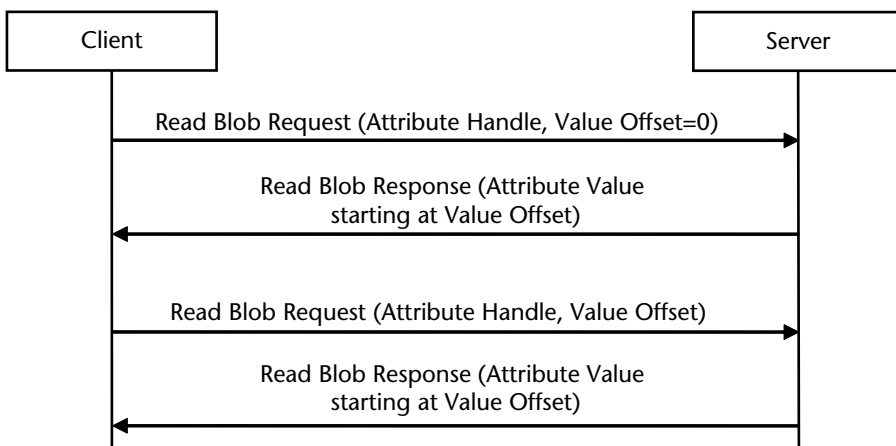 Client
Server
Read Blob Request (Attribute Handle, Value Offset=0)
Read Blob Response (Attribute Value
starting at Value Offset)
Read Blob Request (Attribute Handle, Value Offset)
Read Blob Response (Attribute Value
starting at Value Offset)